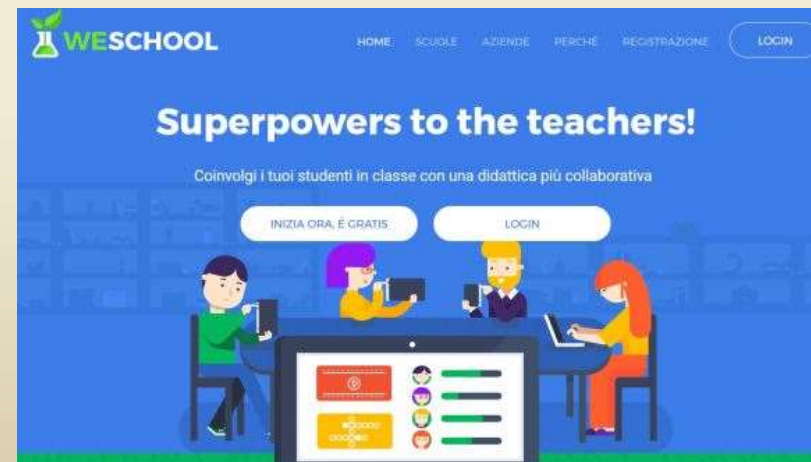 WESCHOOL
HOME SCUOLE AZIENDE PERCHÉ REGISTRAZIONE LOGIN
Superpowers to the teachers!
Coinvolgi i tuoi studenti in classe con una didattica più collaborativa
INIZIA ORA, É GRATIS LOGIN